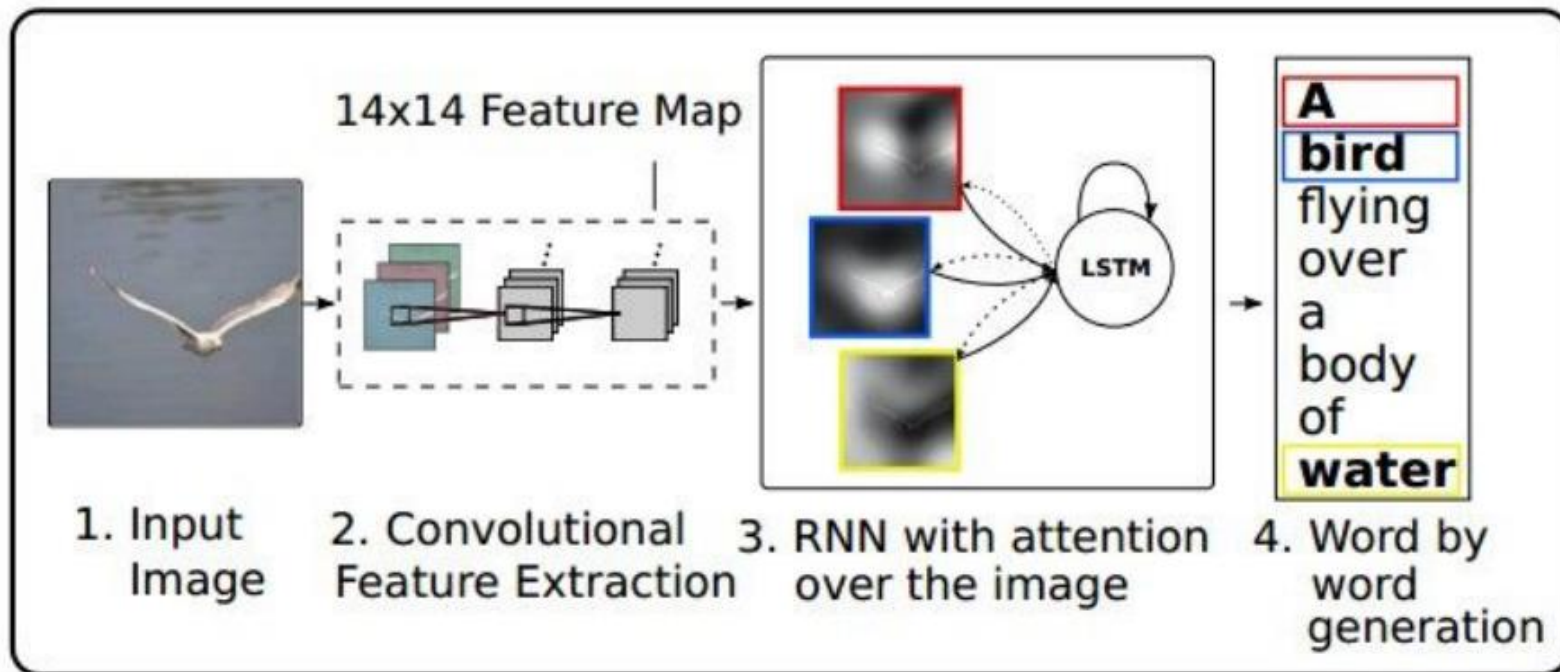 14x14 Feature Map
LSTM
A
bird
flying
over
a
body
of
water
1. Input
Image
2. Convolutional
Feature Extraction
3. RNN with attention
over the image
4. Word by
word
generation